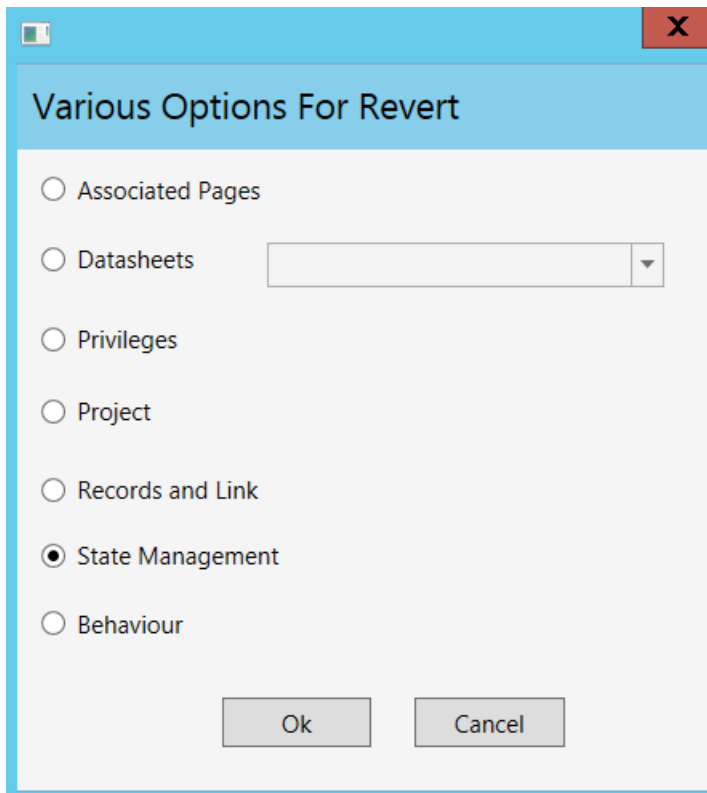 X
Various Options For Revert
Associated Pages
Datasheets
Privileges
Project
Records and Link
State Management
Behaviour
Ok Cancel